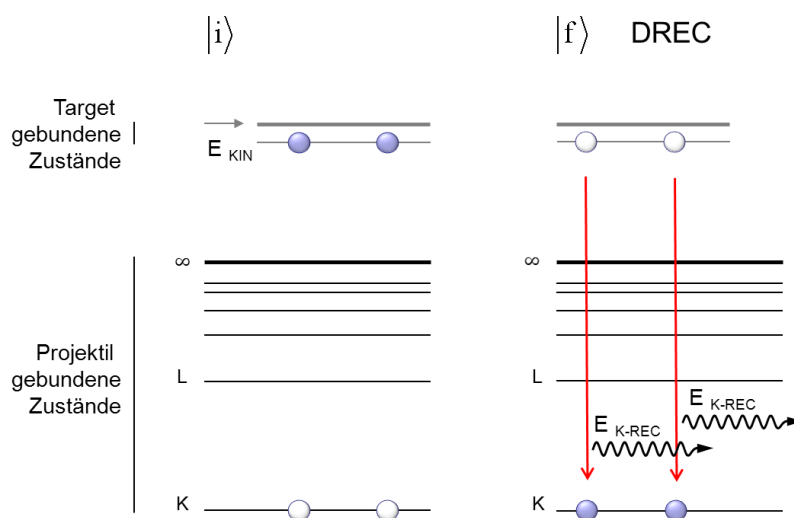 |i⟩
|f⟩ DREC
Target
gebundene
Zustände
E KIN
∞
∞
Projektil
gebundene
Zustände
L
L
E K-REC
E K-REC
K
K